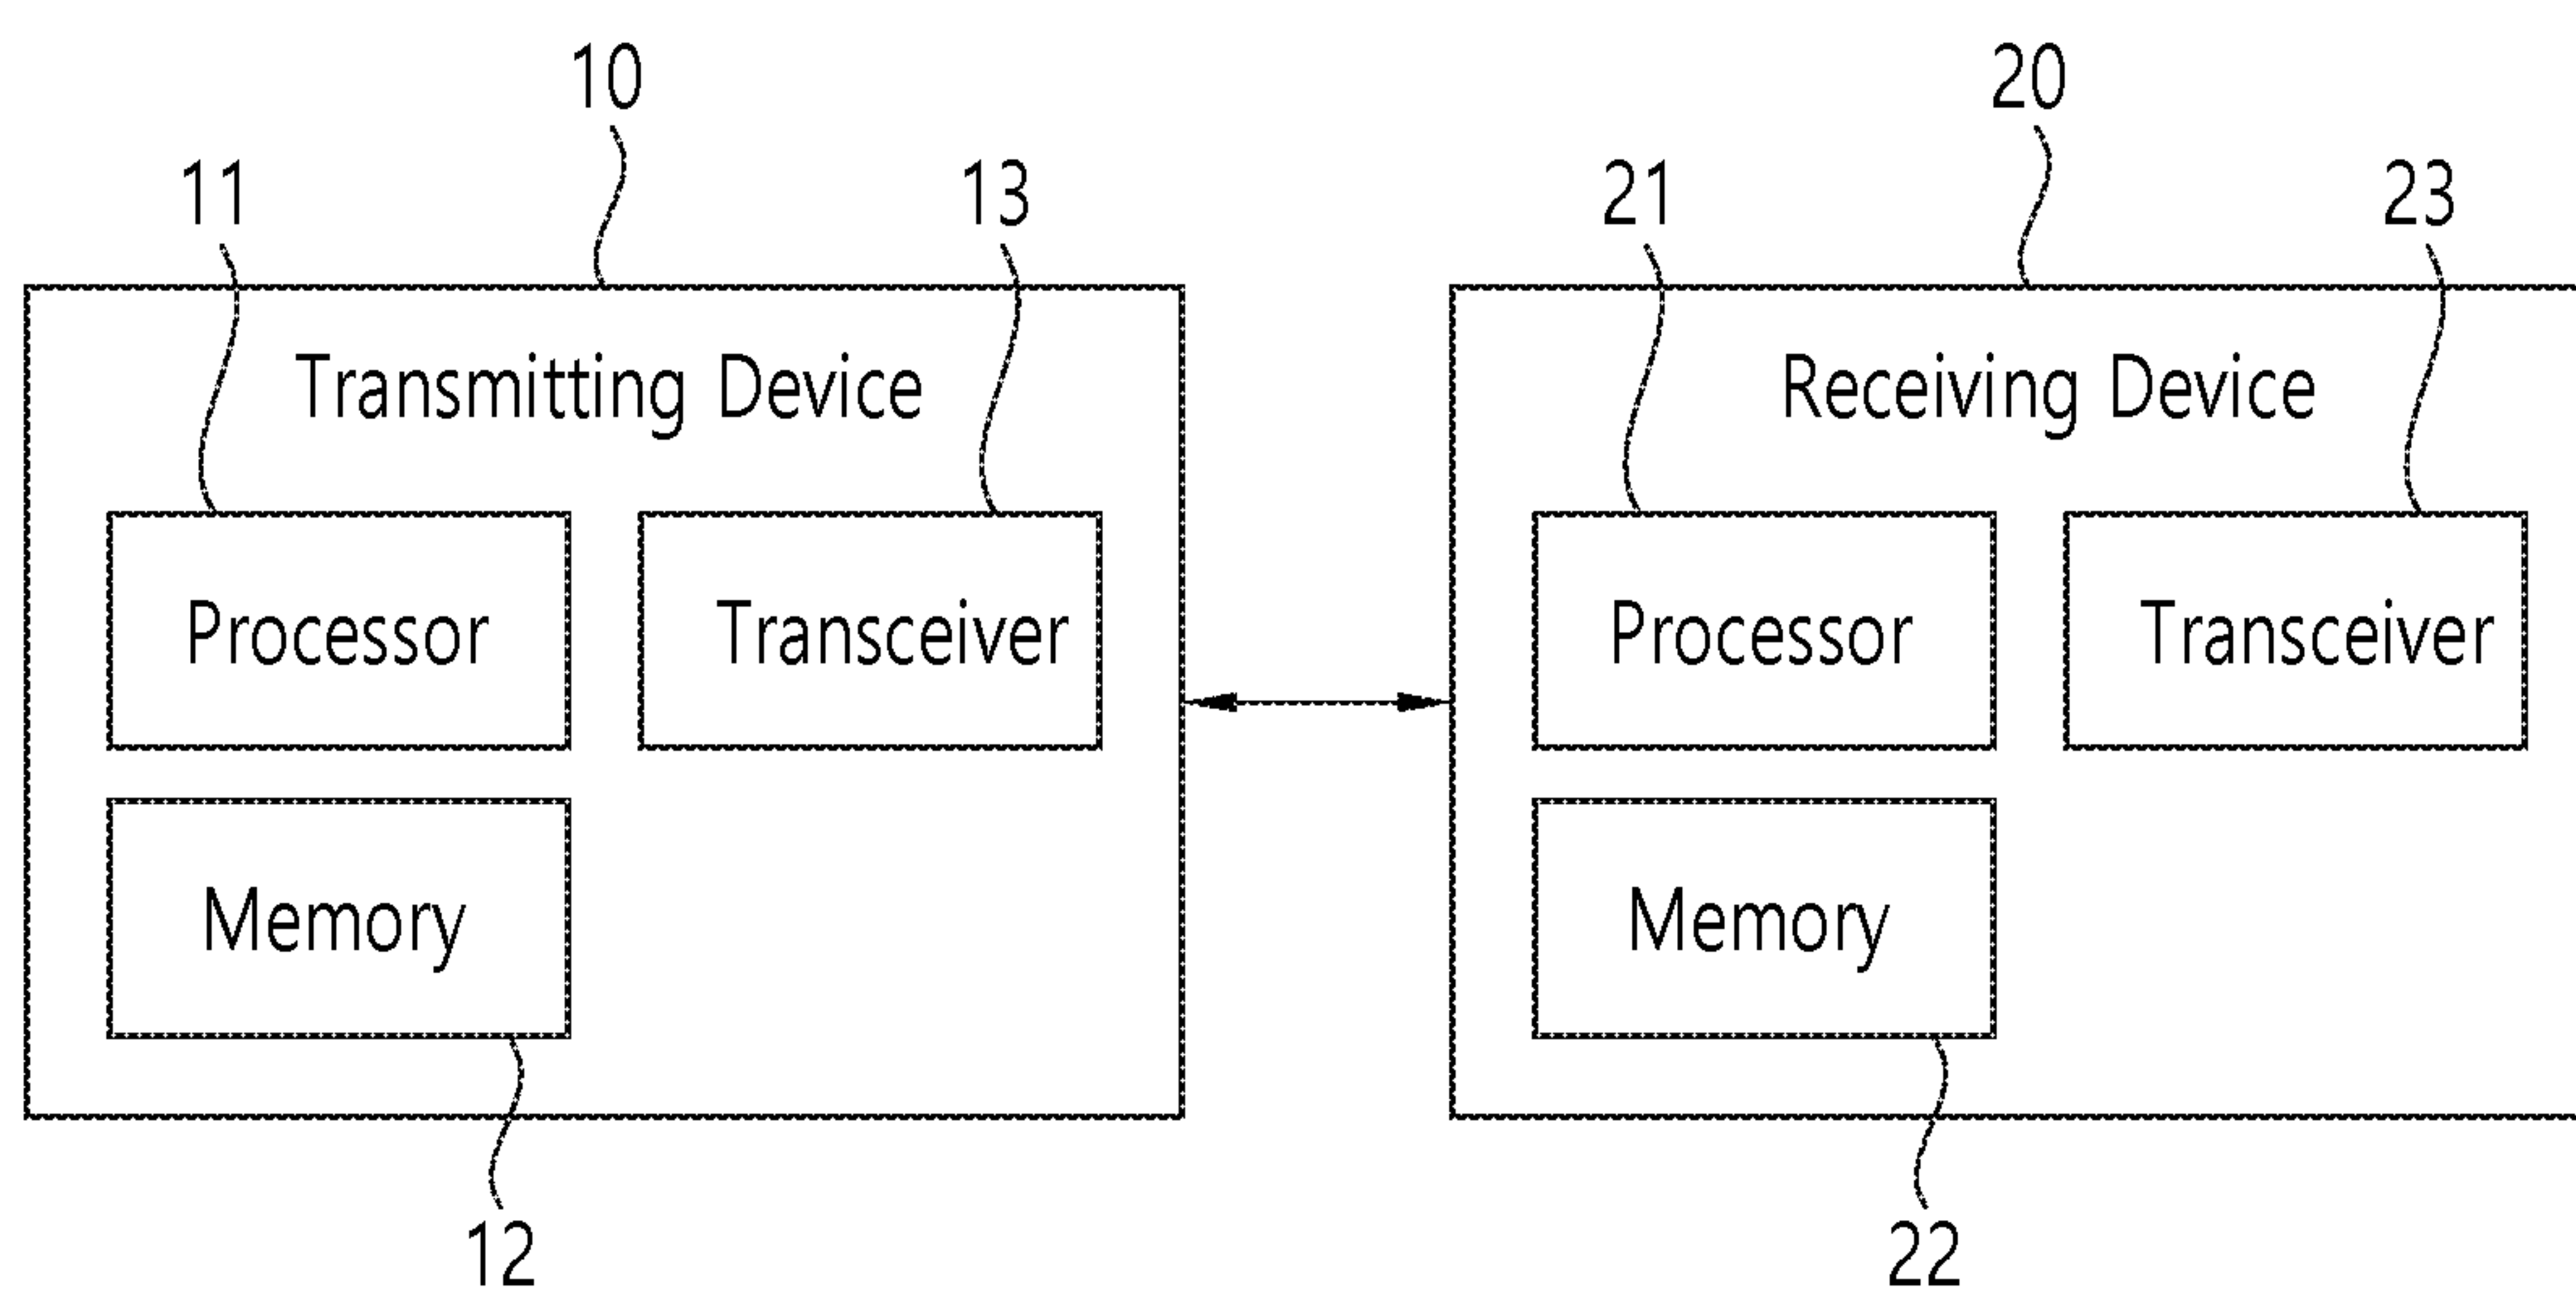 10 20
11 13 21 23
Transmitting Device Receiving Device
Processor Transceiver Processor Transceiver
Memory Memory
12 22